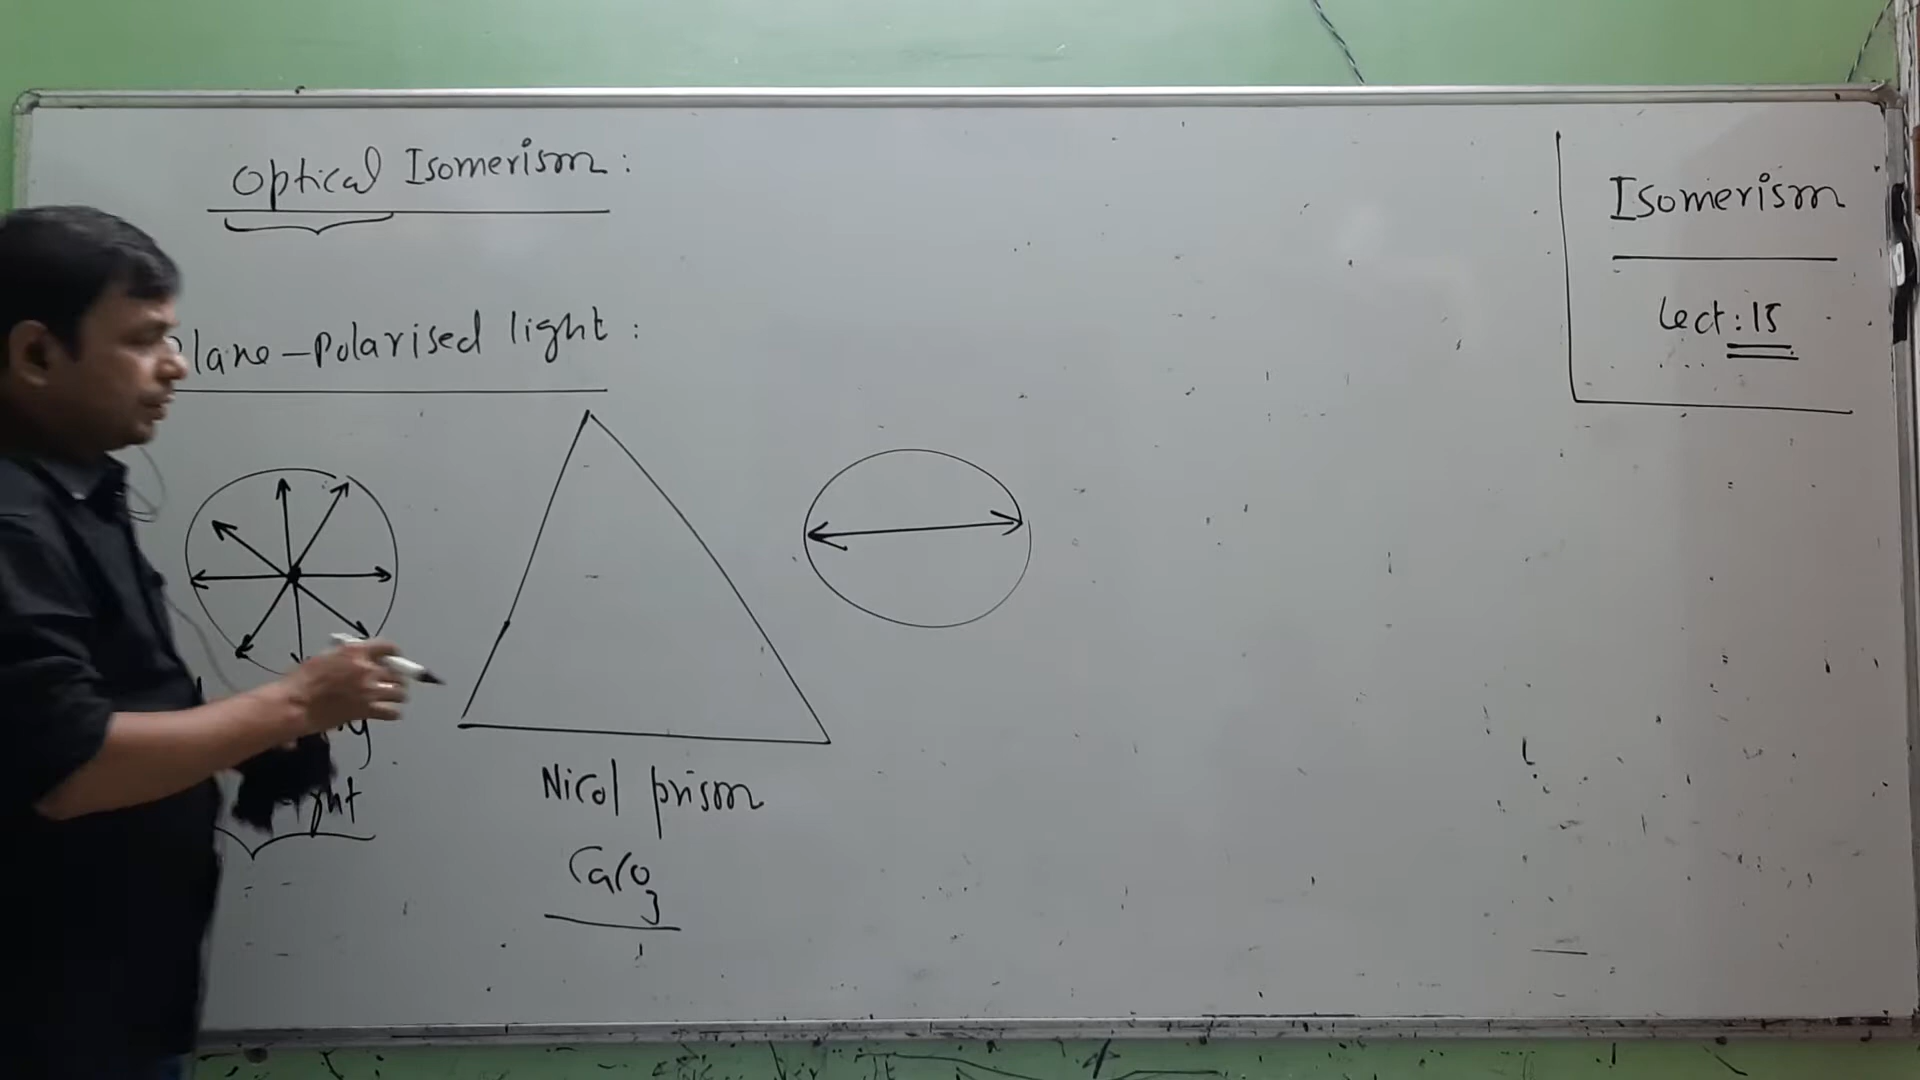 Optical Isomerism:
Isomerism
Lect: 15
Plane-Polarised light:
Nicol prism
CaCO3